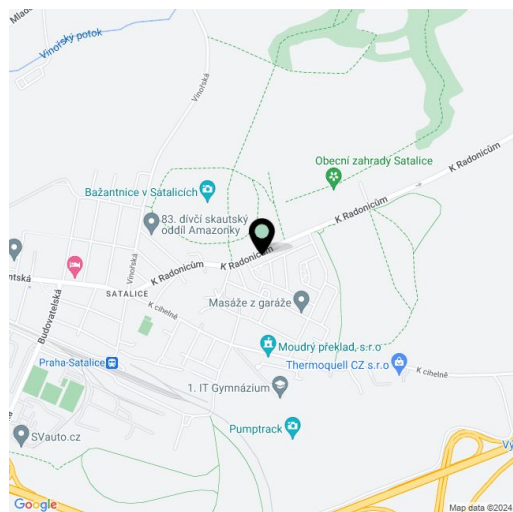 Mlado
Vinořský potok
Vinořská
Obecní zahrady Satalice
K Radonicům
Bažantnice v Satalicích
K Radonicům
83. dívčí skautský
oddíl Amazonky
K Radonicům
K Radonicům
Vinořská
ntská
SATALICE
Masáže z garáže
K cihelně
Budovatelská
Moudrý překlad, s.r.o
Praha-Satalice
Thermoquell CZ s.r.o
K cihelně
1. IT Gymnázium
Pumptrack
SVauto.cz
Vý
Google
Map data ©2024